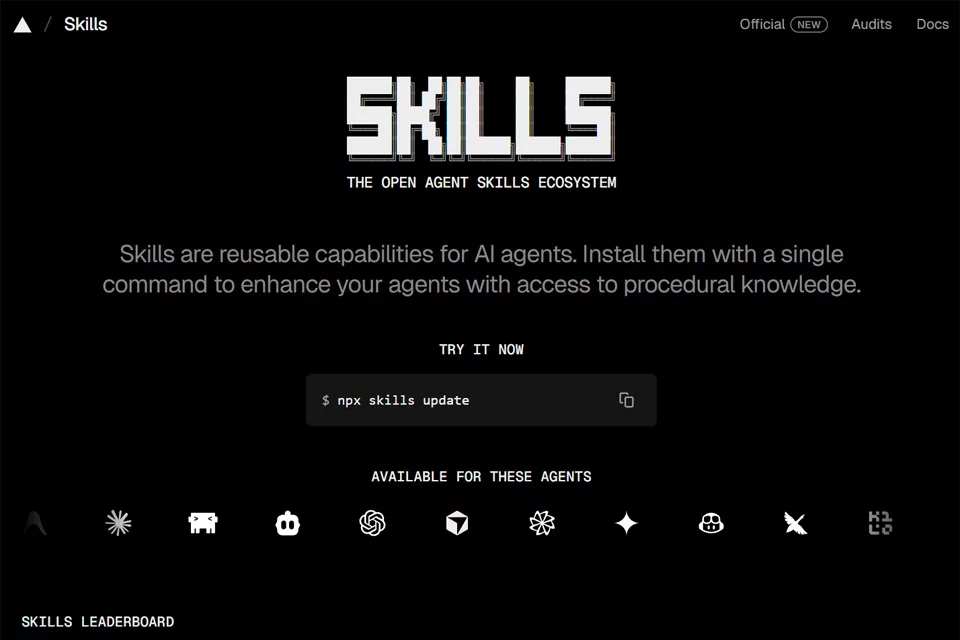 / Skills
Official NEW Audits Docs
SKILLS
THE OPEN AGENT SKILLS ECOSYSTEM
Skills are reusable capabilities for AI agents. Install them with a single
command to enhance your agents with access to procedural knowledge.
TRY IT NOW
$ npx skills update
AVAILABLE FOR THESE AGENTS
SKILLS LEADERBOARD